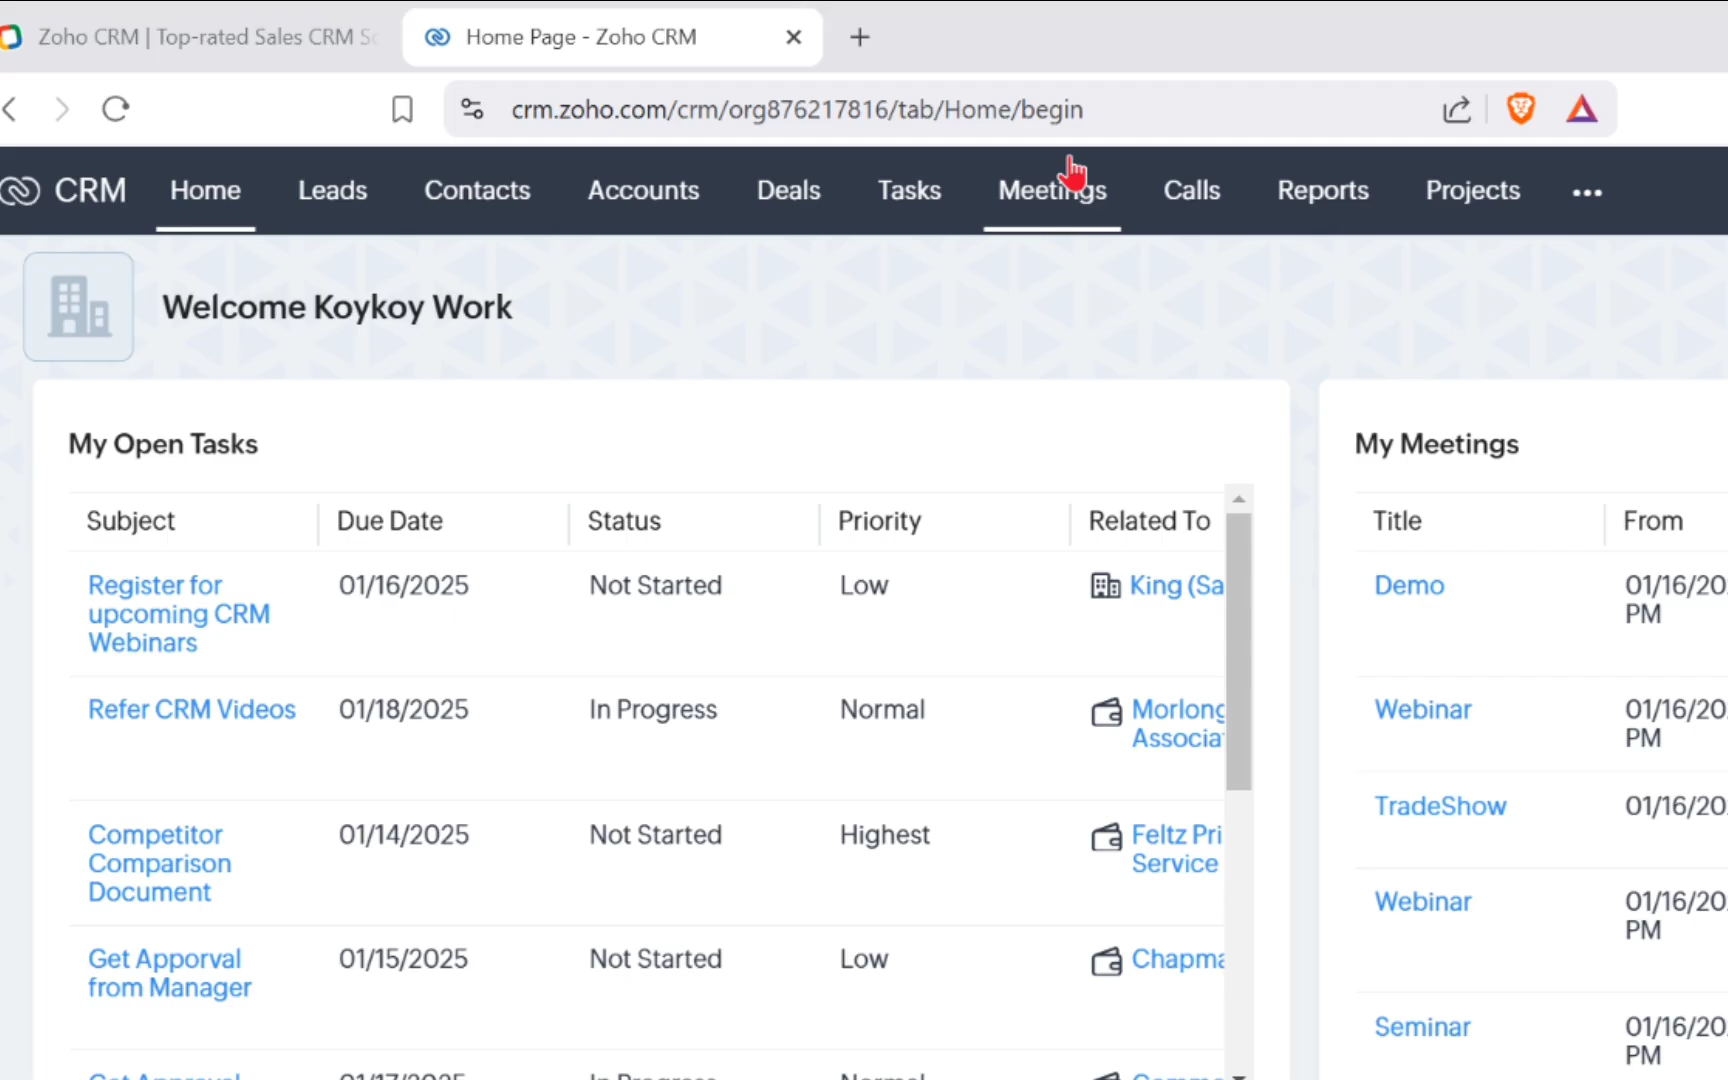 Zoho CRM | Top-rated Sales CRM
Home Page - Zoho CRM
crm.zoho.com/crm/org876217816/tab/Home/begin
CRM Home Leads Contacts Accounts Deals Tasks Meetings Calls Reports Projects
Welcome Koykoy Work
My Open Tasks
Subject Due Date Status Priority Related To
Register for 01/16/2025 Not Started Low King (Sa
upcoming CRM
Webinars
Refer CRM Videos 01/18/2025 In Progress Normal Morlong
Associa
Competitor 01/14/2025 Not Started Highest Feltz Pri
Comparison Service
Document
Get Apporval 01/15/2025 Not Started Low Chapma
from Manager
My Meetings
Title From
Demo 01/16/20
PM
Webinar 01/16/20
PM
TradeShow 01/16/20
Webinar 01/16/20
PM
Seminar 01/16/20
PM